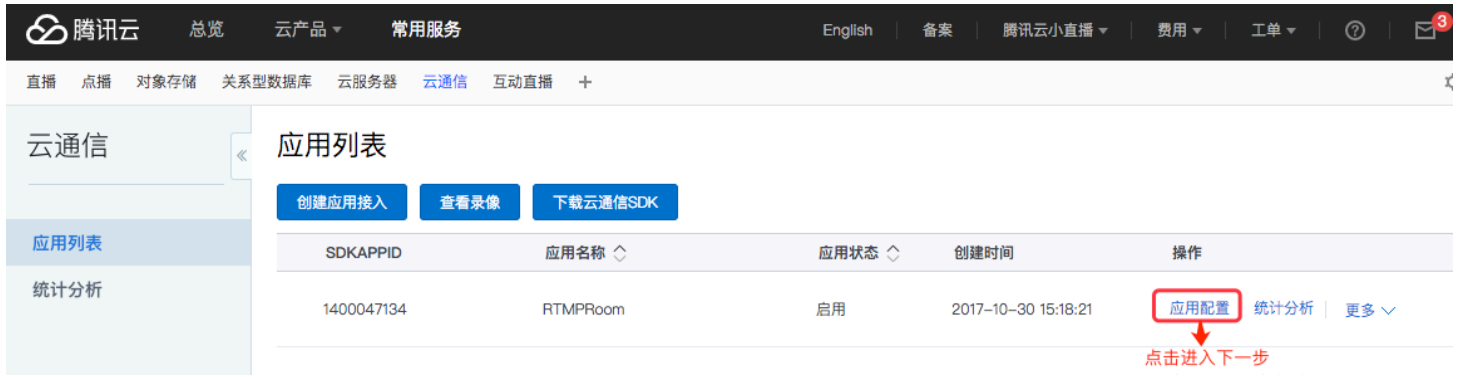 腾讯云 总览 云产品 常用服务 English 备案 腾讯云小直播 费用 工单 ? 3
直播 点播 对象存储 关系型数据库 云服务器 云通信 互动直播 +
云通信 «
应用列表
创建应用接入 查看录像 下载云通信SDK
应用列表
统计分析
SDKAPPID 应用名称 应用状态 创建时间 操作
1400047134 RTMPRoom 启用 2017-10-30 15:18:21 应用配置 统计分析 更多
点击进入下一步